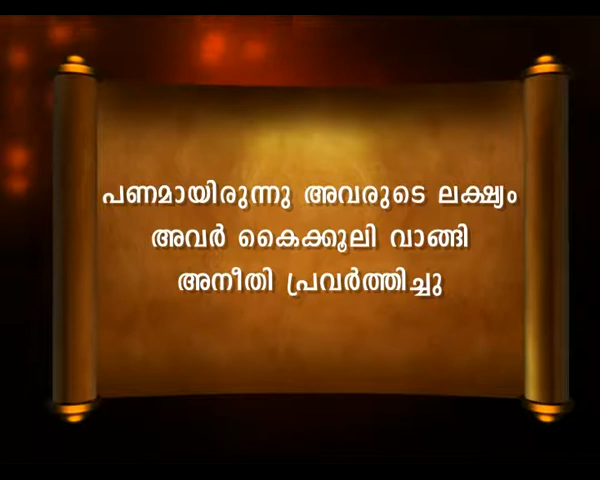 പണമായിരുന്നു അവരുടെ ലക്ഷ്യം
അവർ കൈക്കൂലി വാങ്ങി
അനീതി പ്രവർത്തിച്ചു